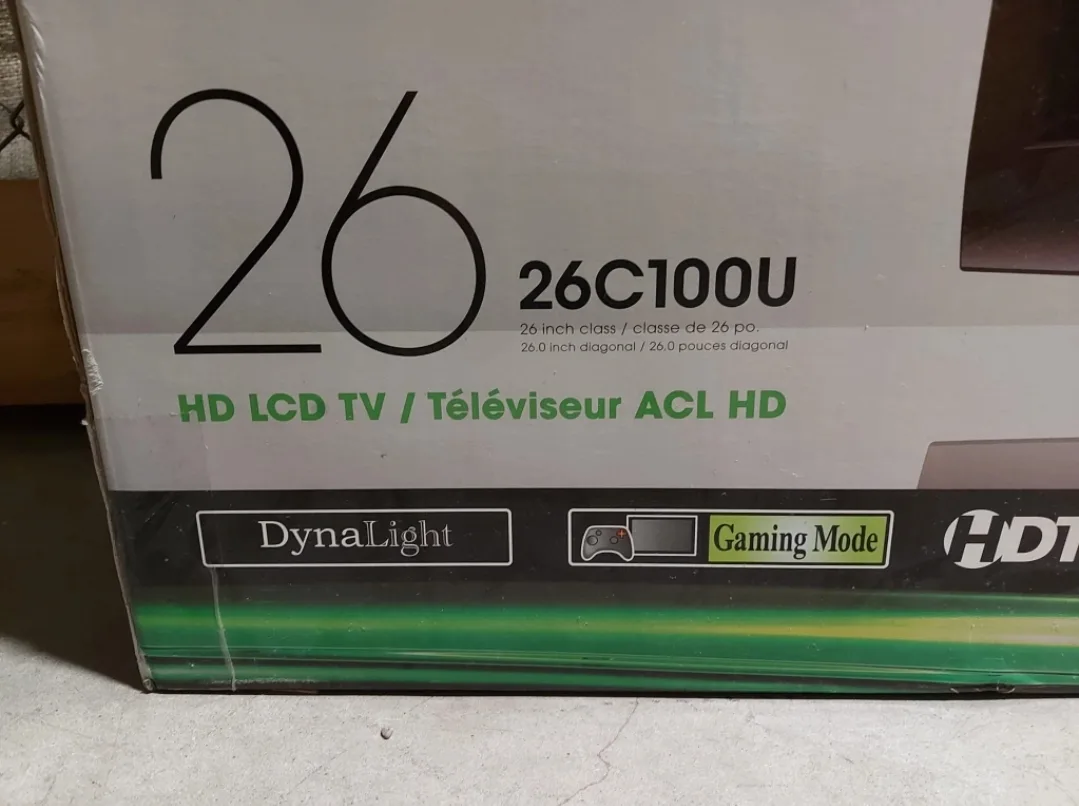 26
26C100U
26 inch class / classe de 26 po.
26.0 inch diagonal / 26.0 pouces diagonal
HD LCD TV / Téléviseur ACL HD
DynaLight
Gaming Mode
HDT